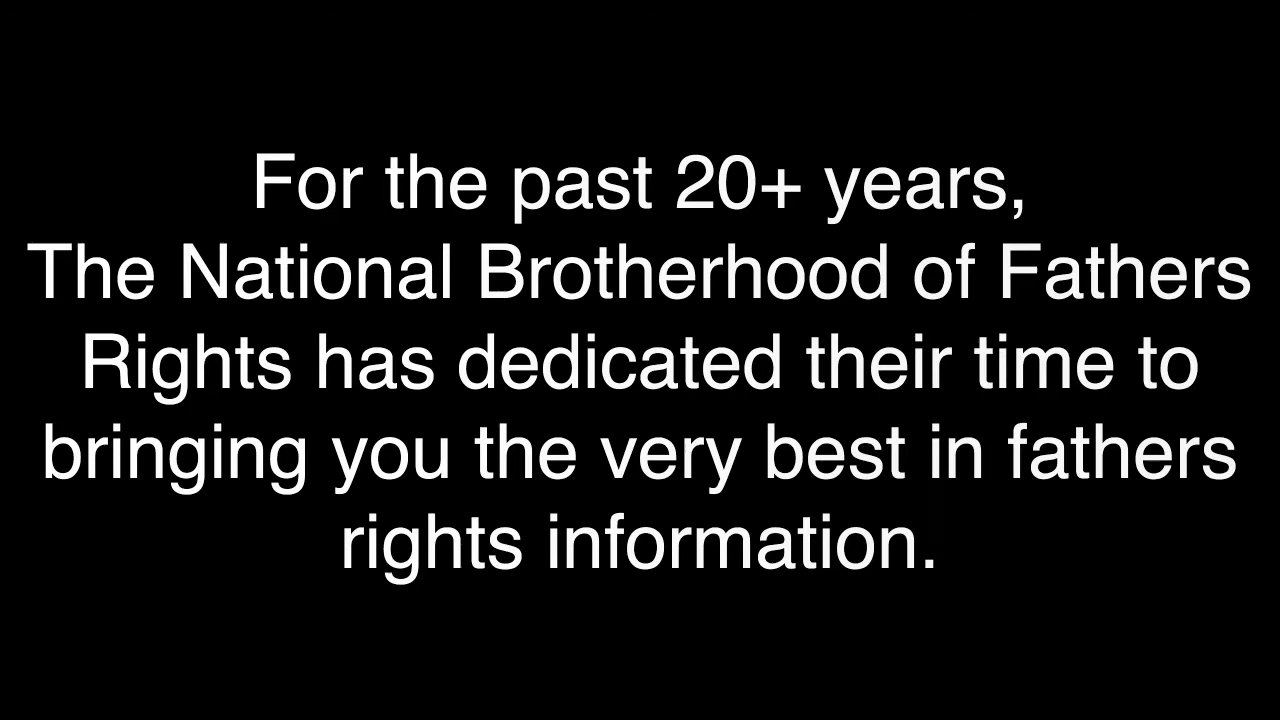 For the past 20+ years,
The National Brotherhood of Fathers
Rights has dedicated their time to
bringing you the very best in fathers
rights information.